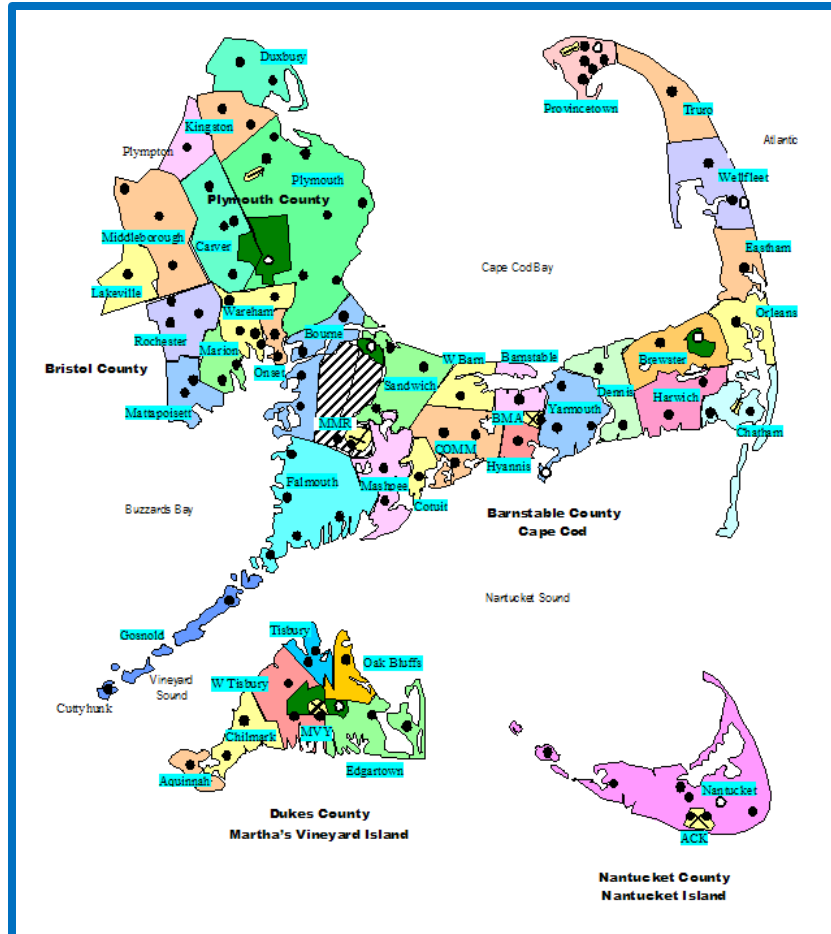 Duxbury
Kingston
Plympton
Plymouth
Plymouth County
Middleborough
Carver
Lakeville
Wareham
Rochester
Marion
Onset
Bourne
Bristol County
Mattapoisett
Provincetown
Truro
Atlantic
Wellfleet
Eastham
Cape Cod Bay
Orleans
W Barn
Barnstable
Sandwich
Brewster
Dennis
Harwich
BMA
Yarmouth
Chatham
MMR
COMM
Hyannis
Mashpee
Cotuit
Falmouth
Buzzards Bay
Barnstable County
Cape Cod
Nantucket Sound
Gosnold
Vineyard
Sound
Cuttyhunk
Tisbury
Oak Bluffs
W Tisbury
MVY
Chilmark
Aquinnah
Edgartown
Dukes County
Martha's Vineyard Island
Nantucket
ACK
Nantucket County
Nantucket Island